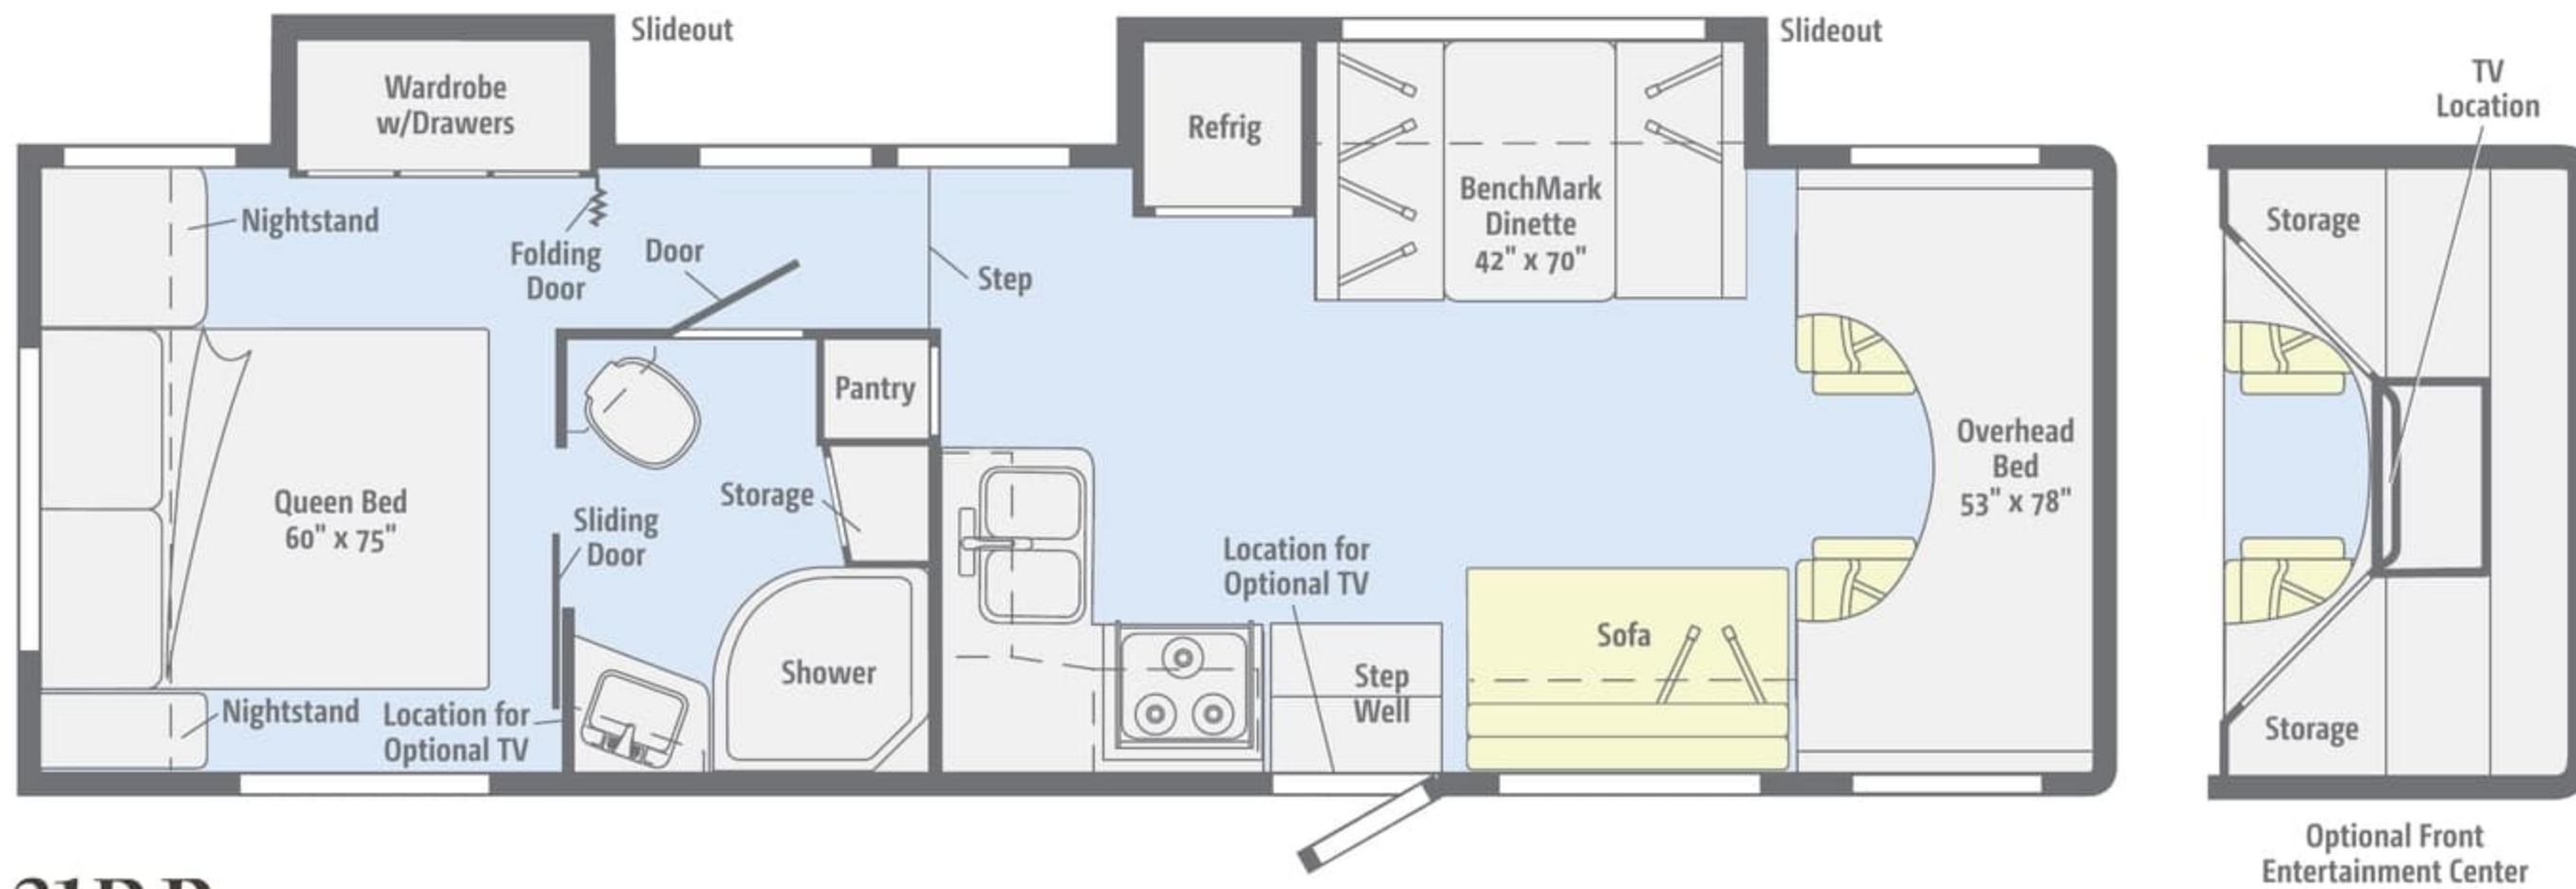 Slideout
Wardrobe
w/Drawers
Nightstand
Folding
Door
Door
Step
Queen Bed
60" x 75"
Sliding
Door
Nightstand
Location for
Optional TV
Storage
Pantry
Shower
Slideout
Refrig
BenchMark
Dinette
42" x 70"
Location for
Optional TV
Step
Well
Sofa
Overhead
Bed
53" x 78"
TV
Location
Storage
Storage
Optional Front
Entertainment Center